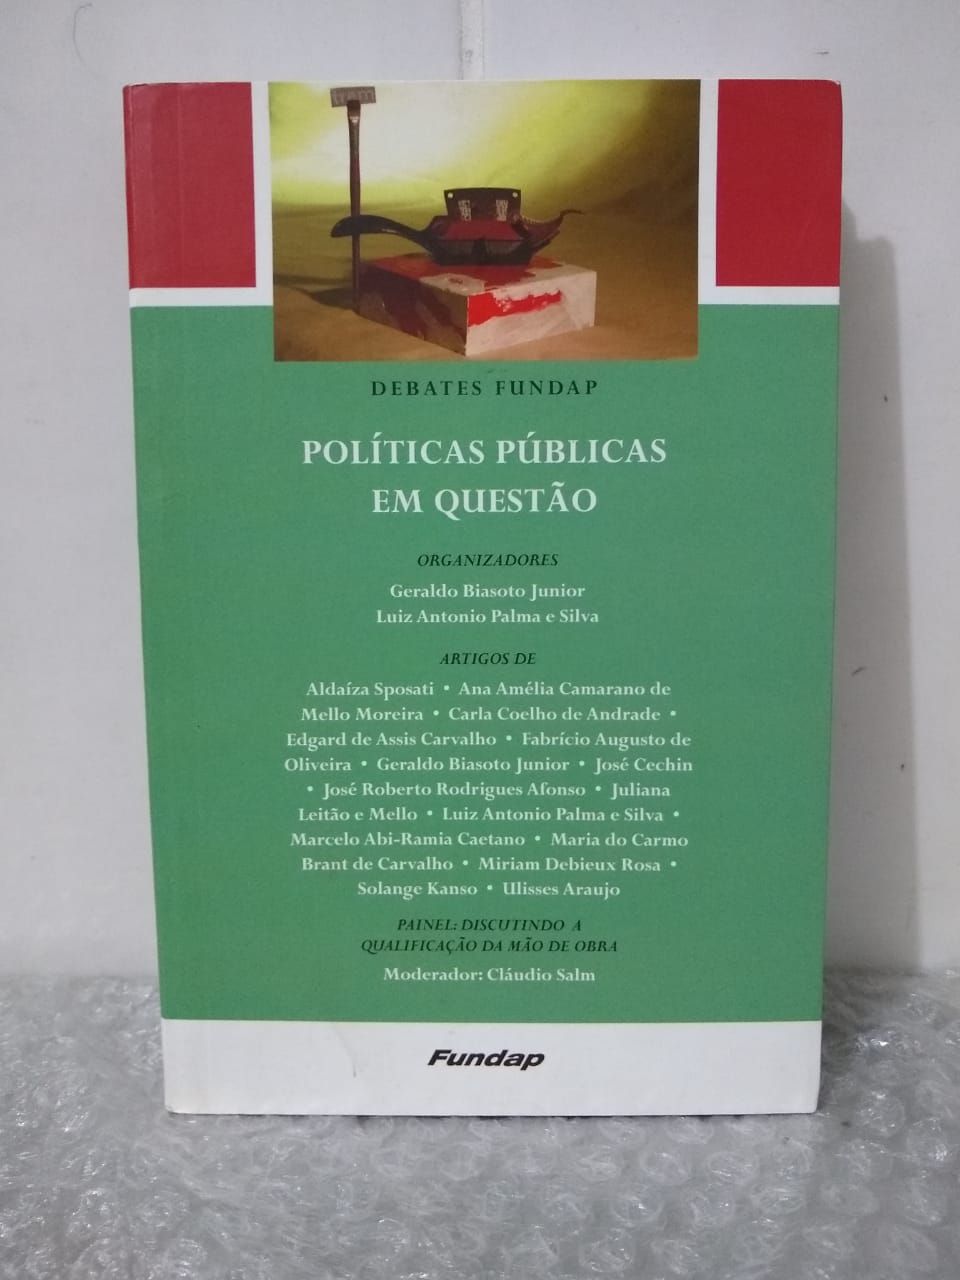 trem
DEBATES FUNDAP
POLÍTICAS PÚBLICAS
EM QUESTÃO
ORGANIZADORES
Geraldo Biasoto Junior
Luiz Antonio Palma e Silva
ARTIGOS DE
Aldaíza Sposati • Ana Amélia Camarano de
Mello Moreira • Carla Coelho de Andrade •
Edgard de Assis Carvalho • Fabrício Augusto de
Oliveira • Geraldo Biasoto Junior • José Cechin
• José Roberto Rodrigues Afonso • Juliana
Leitão e Mello • Luiz Antonio Palma e Silva •
Marcelo Abi-Ramia Caetano • Maria do Carmo
Brant de Carvalho • Miriam Debieux Rosa •
Solange Kanso • Ulisses Araujo
PAINEL: DISCUTINDO A
QUALIFICAÇÃO DA MÃO DE OBRA
Moderador: Cláudio Salm
Fundap